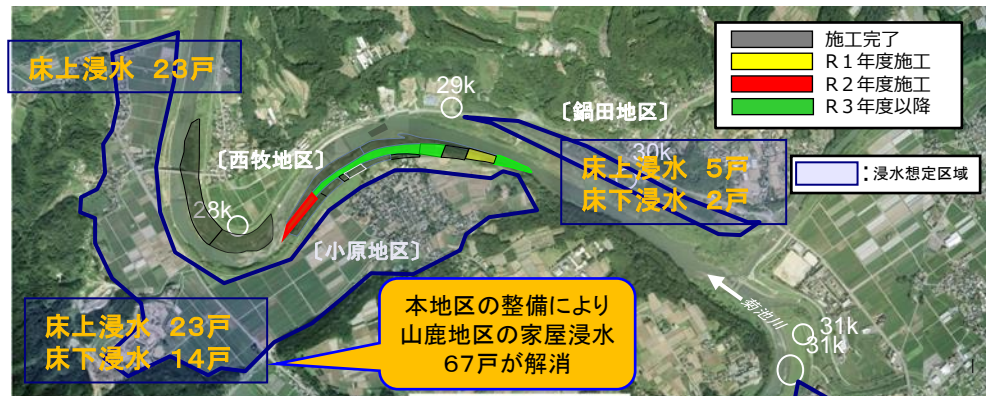 床上浸水 23戸
29k
〔鍋田地区〕
施工完了
R1年度施工
R2年度施工
R3年度以降
〔西牧地区〕
30k
床上浸水 5戸
床下浸水 2戸
：浸水想定区域
28k
〔小原地区〕
床上浸水 23戸
床下浸水 14戸
本地区の整備により
山鹿地区の家屋浸水
67戸が解消
菊池川
31k
31k